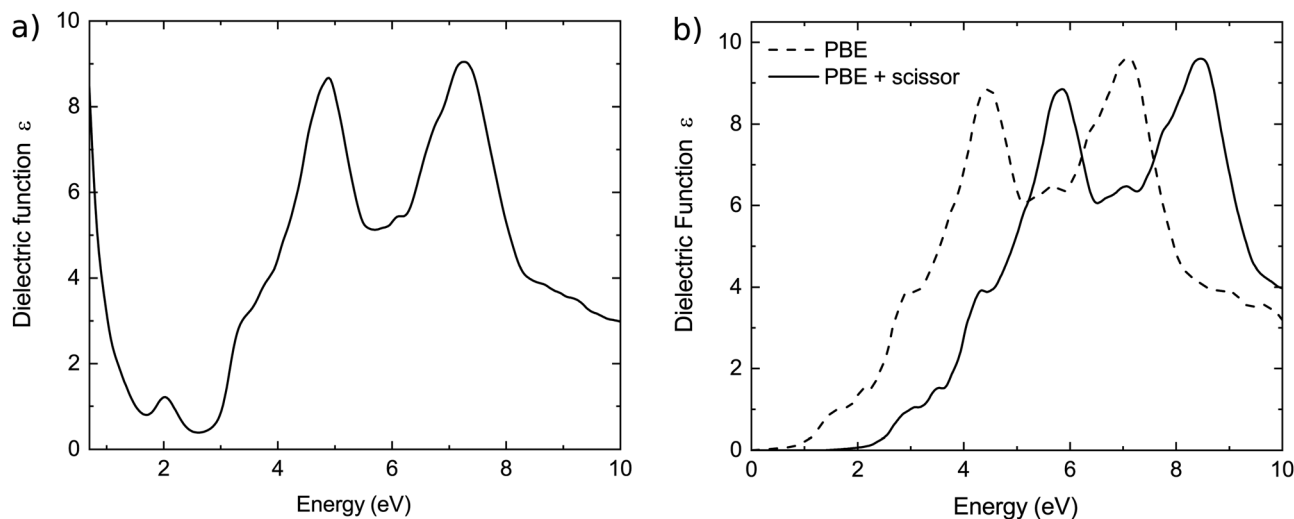 a)
Dielectric function ε
10
8
6
4
2
0
2
4
6
8
10
Energy (eV)
b)
PBE
PBE + scissor
Dielectric Function ε
10
8
6
4
2
0
0
2
4
6
8
10
Energy (eV)